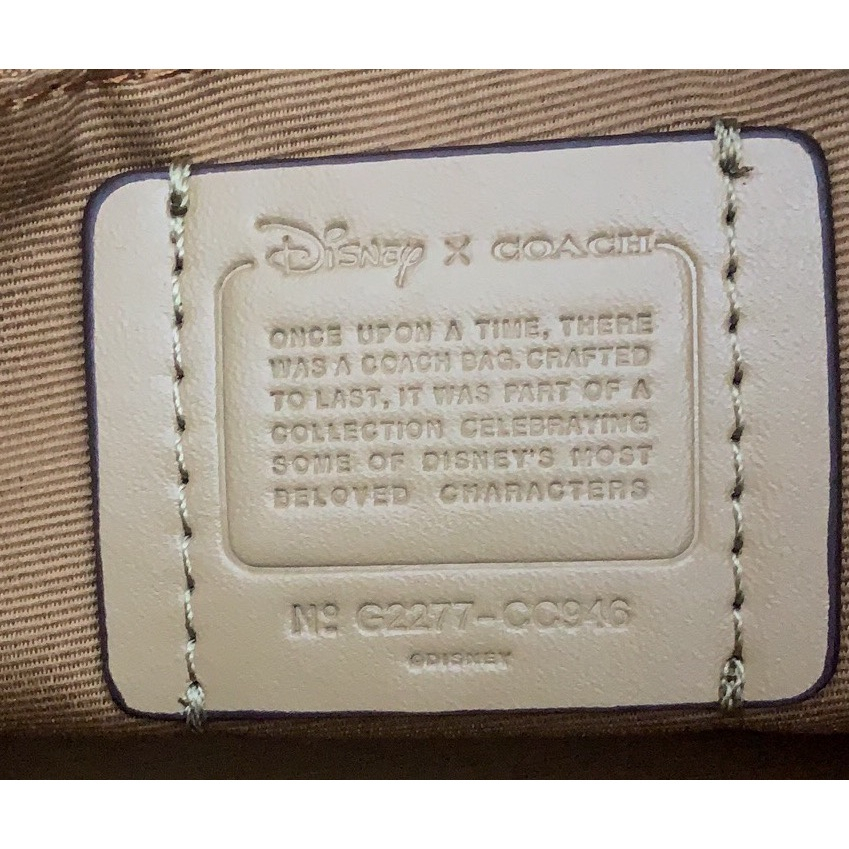 Disney X COACH
ONCE UPON A TIME, THERE
WAS A COACH BAG. CRAFTED
TO LAST, IT WAS PART OF A
COLLECTION CELEBRAYING
SOME OF DISNEY'S MOST
BELOVED CHARACTERS
Nº G2277-CC946
©DISNEY